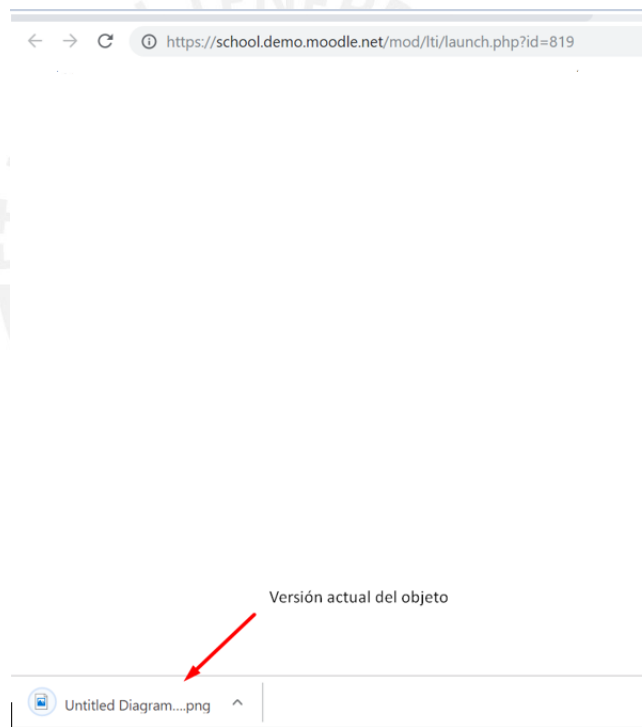 https://school.demo.moodle.net/mod/lti/launch.php?id=819
Versión actual del objeto
Untitled Diagram....png